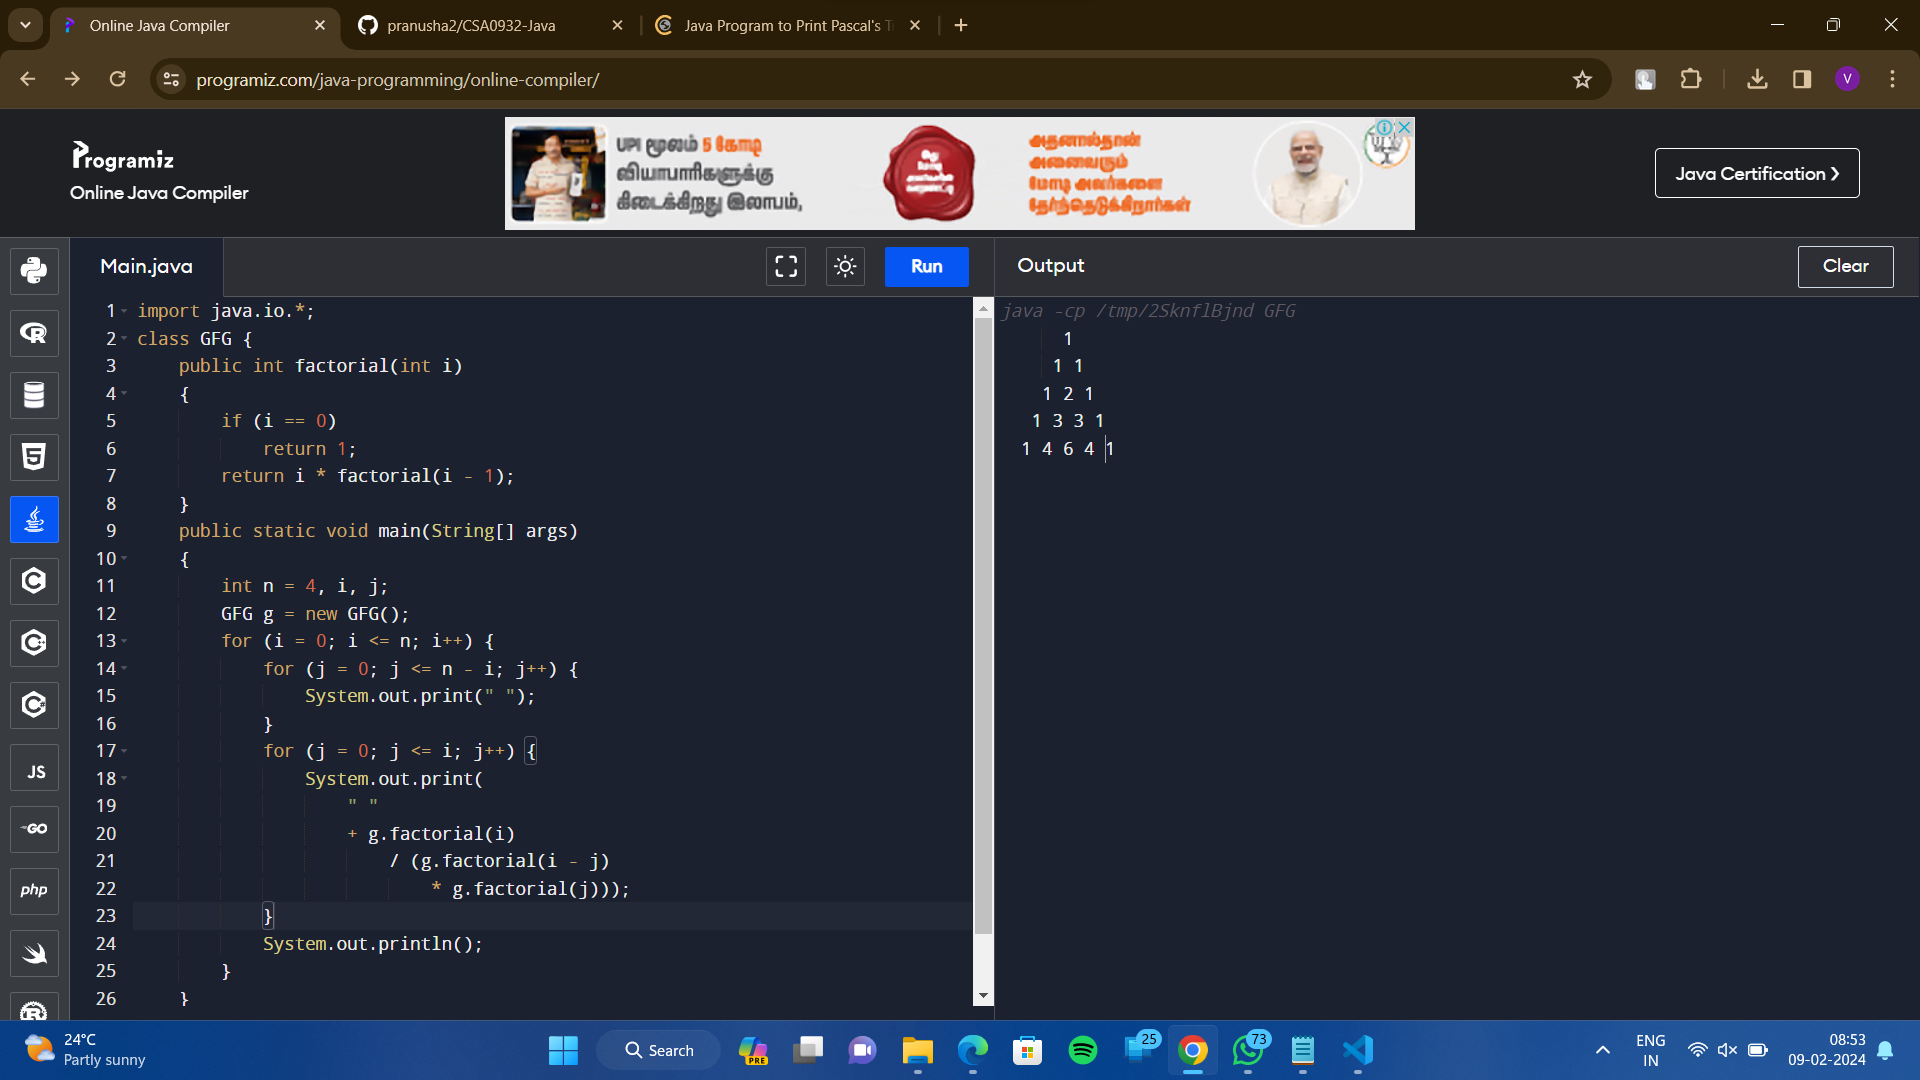 Online Java Compiler
pranusha2/CSA0932-Java
Java Program to Print Pascal's T
programiz.com/java-programming/online-compiler/
V
Programiz
Online Java Compiler
UPI மூலம் 5 கோடி
வியாபாரிகளுக்கு
கிடைக்கிறது இலாபம்,
அதனால்தான்
அனைவரும்
மோடி அவர்களை
தேர்ந்தெடுக்கிறார்கள்
Java Certification ❯
Main.java
Run
Output
Clear
1 import java.io.*;
2 class GFG {
3 public int factorial(int i)
4 {
5 if (i == 0)
6 return 1;
7 return i * factorial(i - 1);
8 }
9 public static void main(String[] args)
10 {
11 int n = 4, i, j;
12 GFG g = new GFG();
13 for (i = 0; i <= n; i++) {
14 for (j = 0; j <= n - i; j++) {
15 System.out.print(" ");
16 }
17 for (j = 0; j <= i; j++) {
18 System.out.print(
19 " "
20 + g.factorial(i)
21 / (g.factorial(i - j)
22 * g.factorial(j)));
23 }
24 System.out.println();
25 }
26 }
java -cp /tmp/2SknflBjnd GFG
1
1 1
1 2 1
1 3 3 1
1 4 6 4 1
JS
GO
php
24°C
Partly sunny
Search
PRE
25
73
ENG
IN
08:53
09-02-2024